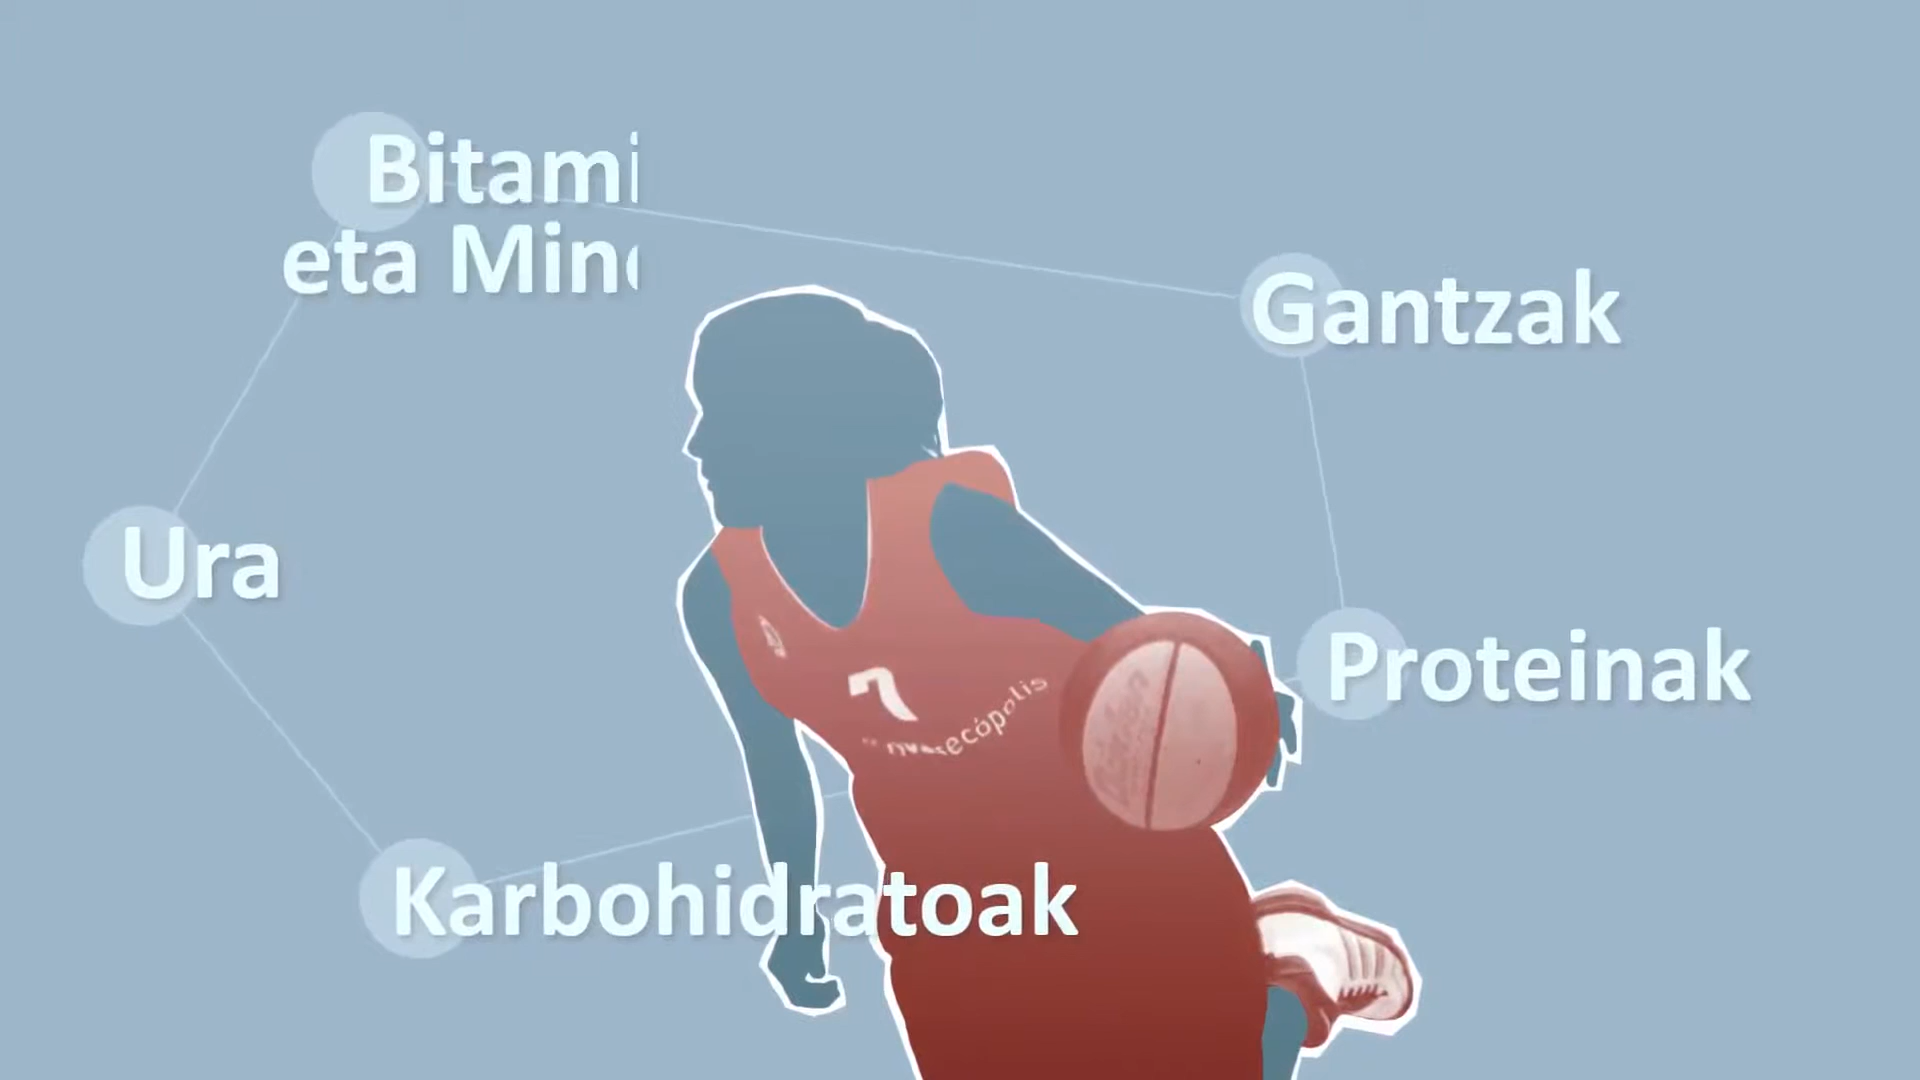 Bitami
eta Min
Gantzak
Ura
Proteinak
Karbohidratoak
7